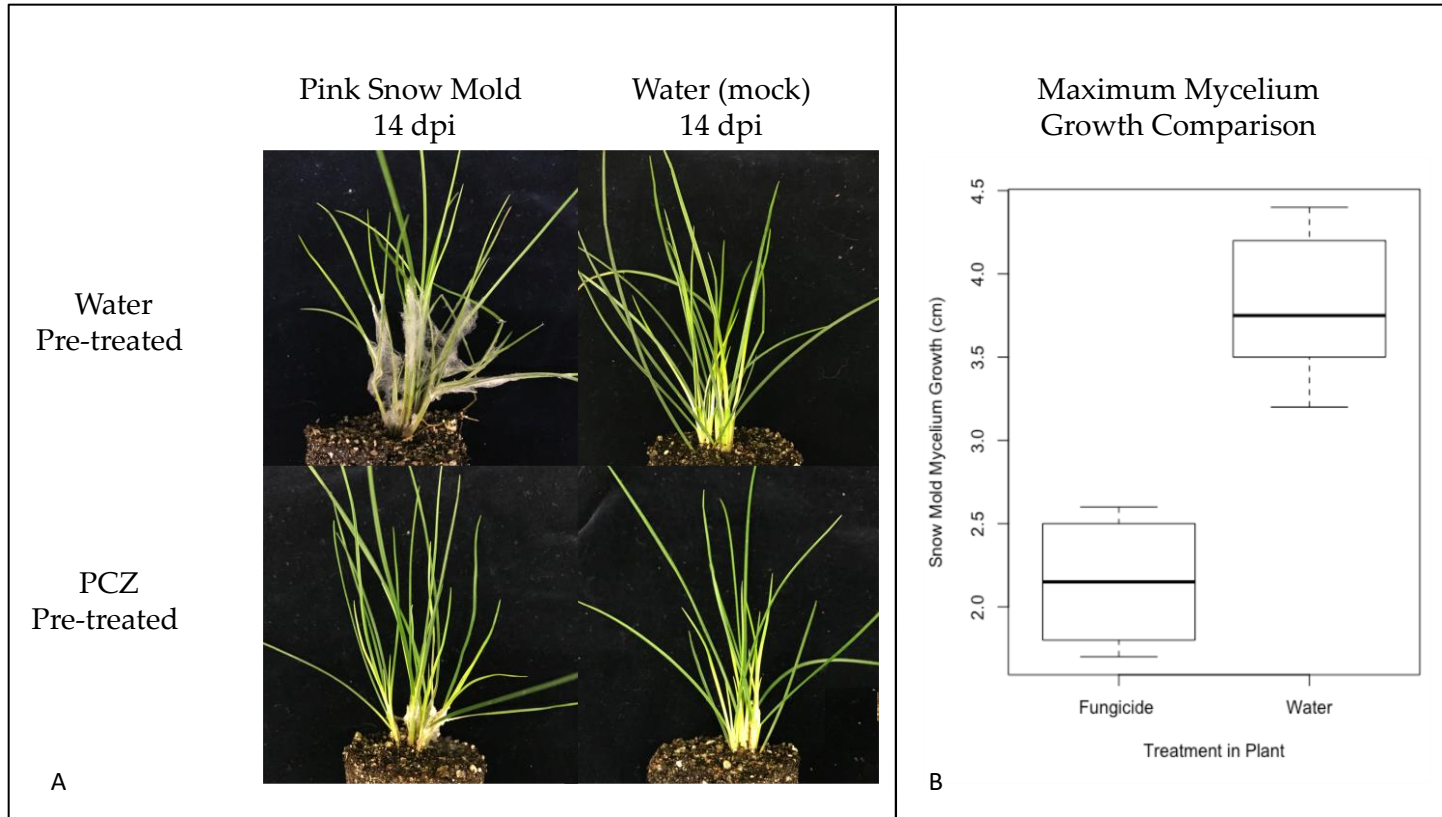 Pink Snow Mold
14 dpi
Water (mock)
14 dpi
Water
Pre-treated
PCZ
Pre-treated
A
Maximum Mycelium
Growth Comparison
Snow Mold Mycelium Growth (cm)
4.5
4.0
3.5
3.0
2.5
2.0
Fungicide
Water
Treatment in Plant
B